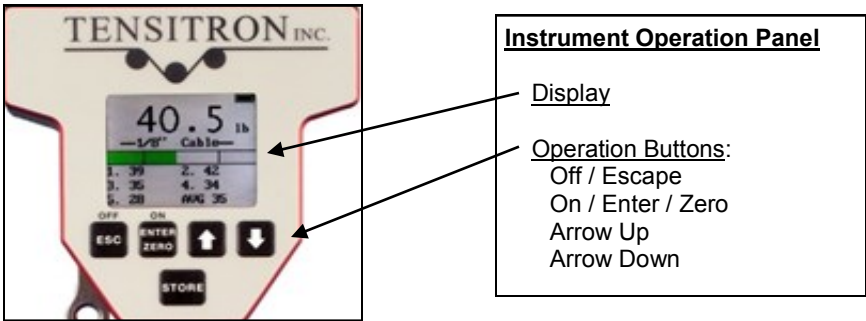 TENSITRON INC.
40.5 lb
1/8" Cable
1. 39 2. 42
3. 35 4. 34
5. 28 AVG 35
OFF ON
ESC ENTER ZERO
STORE
Instrument Operation Panel
Display
Operation Buttons:
Off / Escape
On / Enter / Zero
Arrow Up
Arrow Down